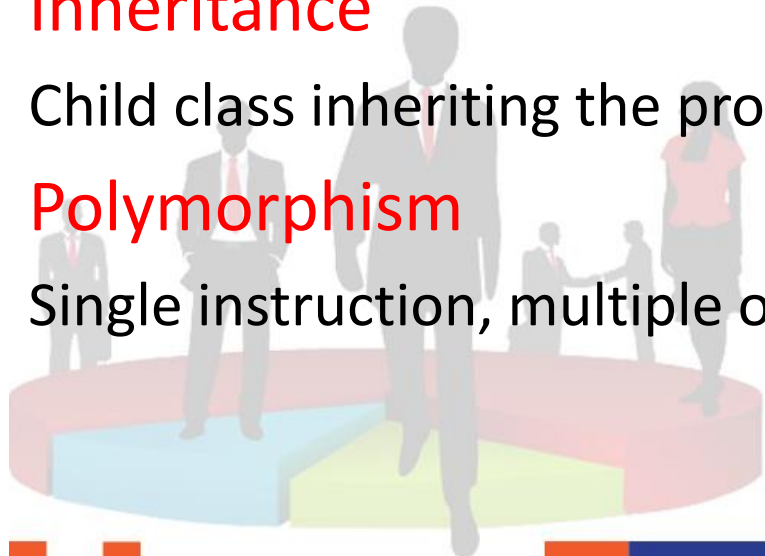 Inheritance
Child class inheriting the pro
Polymorphism
Single instruction, multiple o